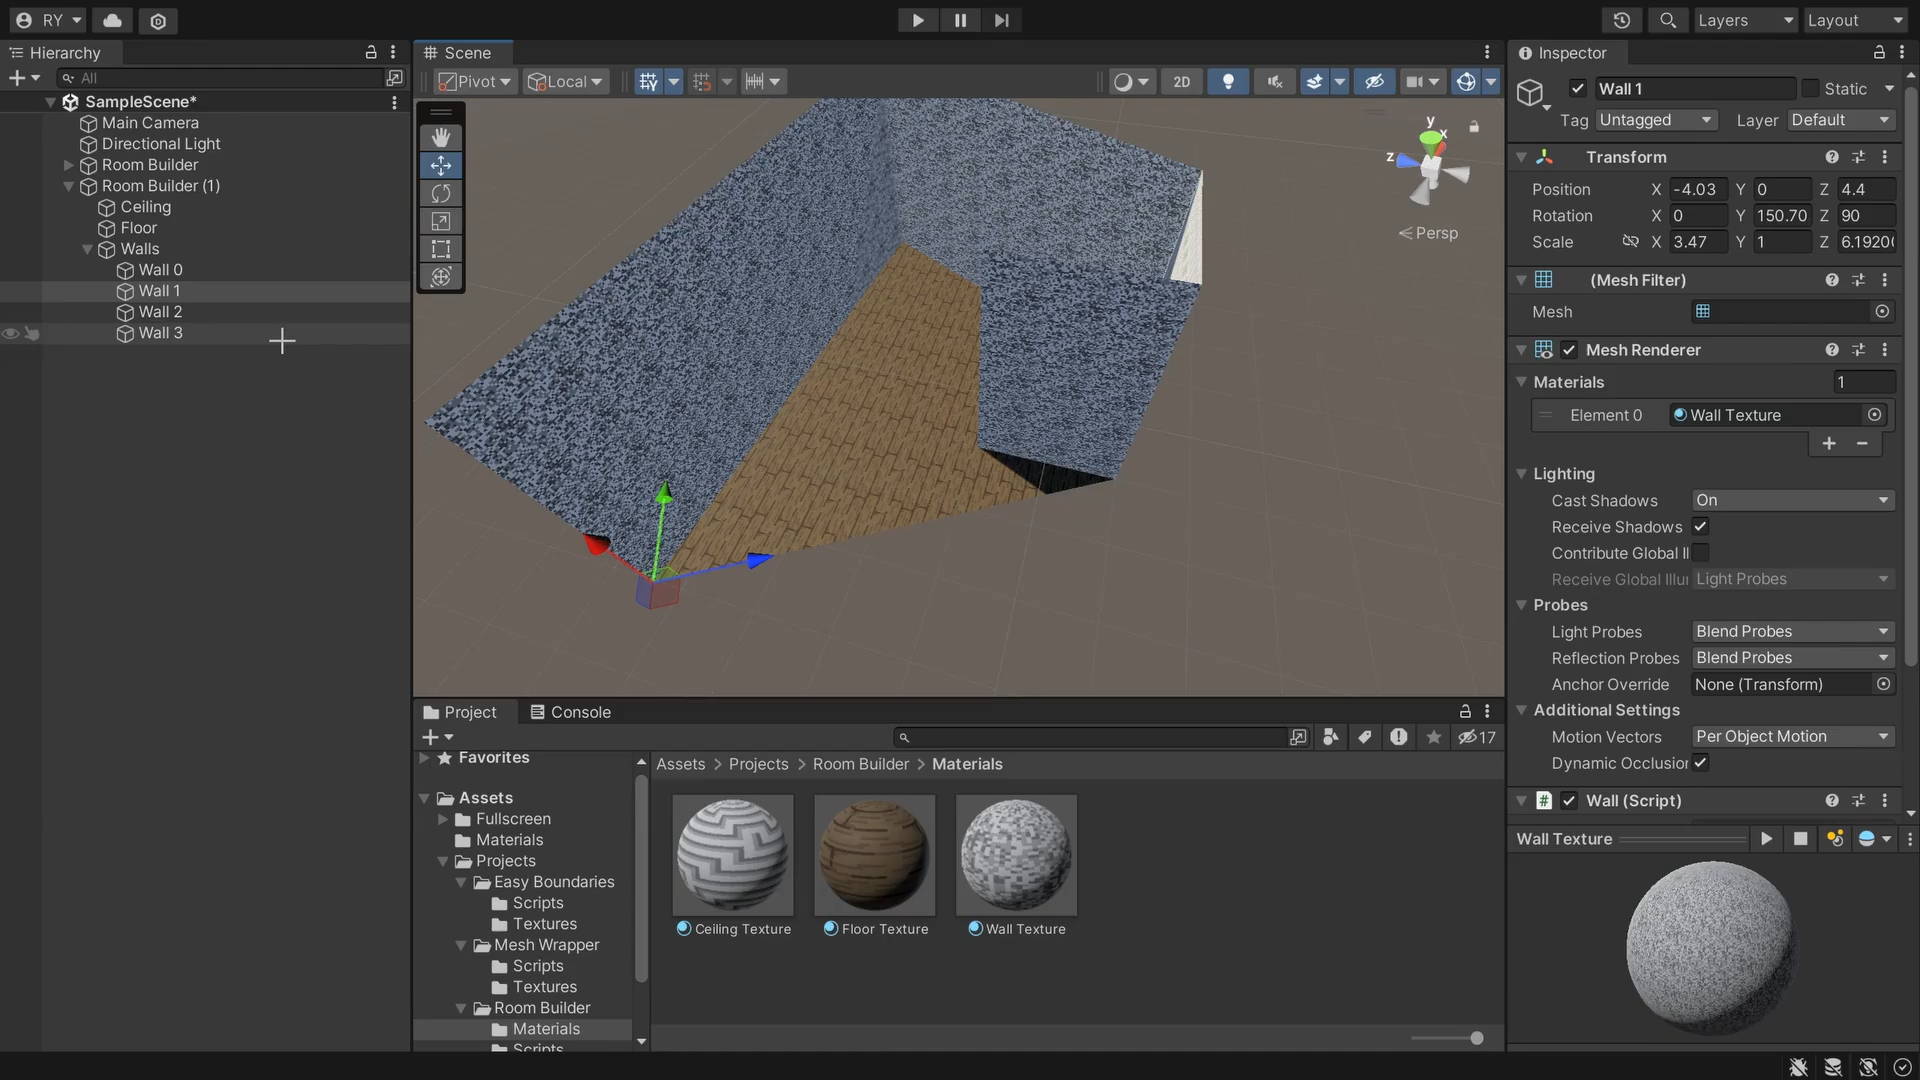 RY
Layers
Layout
Hierarchy
All
SampleScene*
Main Camera
Directional Light
Room Builder
Room Builder (1)
Ceiling
Floor
Walls
Wall 0
Wall 1
Wall 2
Wall 3
Scene
Pivot
Local
2D
y
x
z
Persp
Project
Console
17
Favorites
Assets
Fullscreen
Materials
Projects
Easy Boundaries
Scripts
Textures
Mesh Wrapper
Scripts
Textures
Room Builder
Materials
Scripts
Assets > Projects > Room Builder > Materials
Ceiling Texture
Floor Texture
Wall Texture
Inspector
Wall 1
Static
Tag Untagged
Layer Default
Transform
Position X -4.03 Y 0 Z 4.4
Rotation X 0 Y 150.70 Z 90
Scale X 3.47 Y 1 Z 6.1920
(Mesh Filter)
Mesh
Mesh Renderer
Materials 1
Element 0 Wall Texture
Lighting
Cast Shadows On
Receive Shadows
Contribute Global Il
Receive Global Illu Light Probes
Probes
Light Probes Blend Probes
Reflection Probes Blend Probes
Anchor Override None (Transform)
Additional Settings
Motion Vectors Per Object Motion
Dynamic Occlusion
# Wall (Script)
Wall Texture